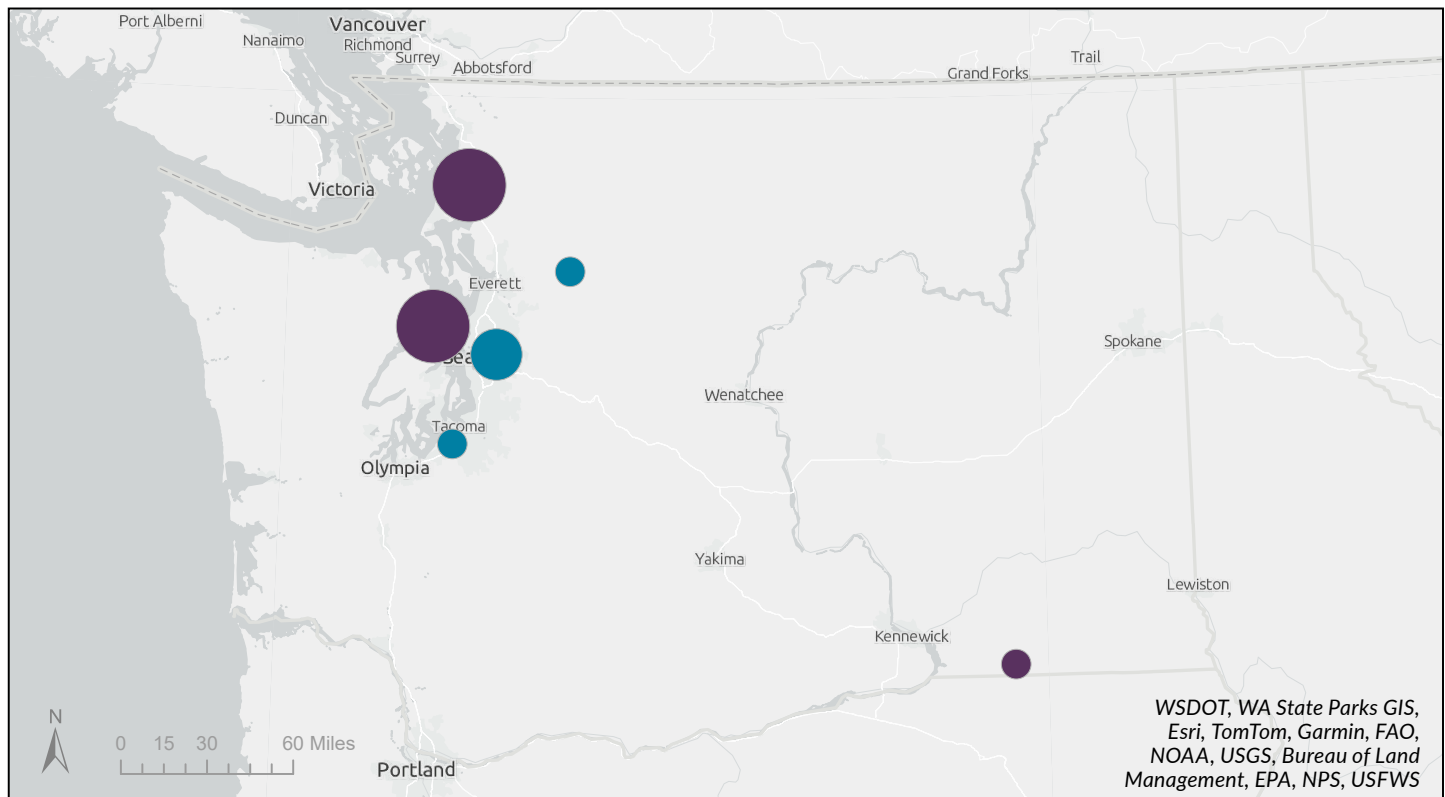 Port Alberni
Vancouver
Nanaimo
Richmond
Surrey
Abbotsford
Trail
Grand Forks
Duncan
Victoria
Everett
Sea
Spokane
Wenatchee
Tacoma
Olympia
Yakima
Lewiston
Kennewick
Portland
N
0 15 30 60 Miles
WSDOT, WA State Parks GIS,
Esri, TomTom, Garmin, FAO,
NOAA, USGS, Bureau of Land
Management, EPA, NPS, USFWS